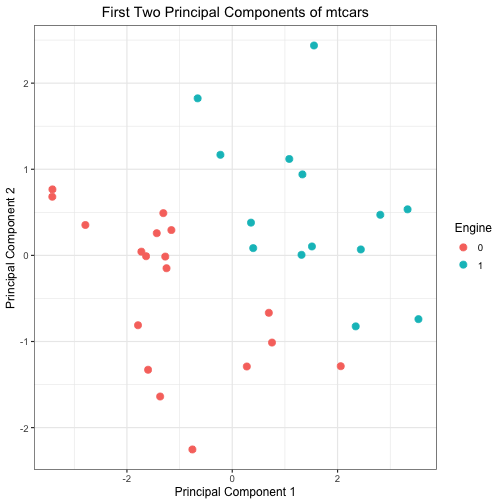 First Two Principal Components of mtcars
Principal Component 2
2
1
0
-1
-2
-2
0
2
Principal Component 1
Engine
0
1